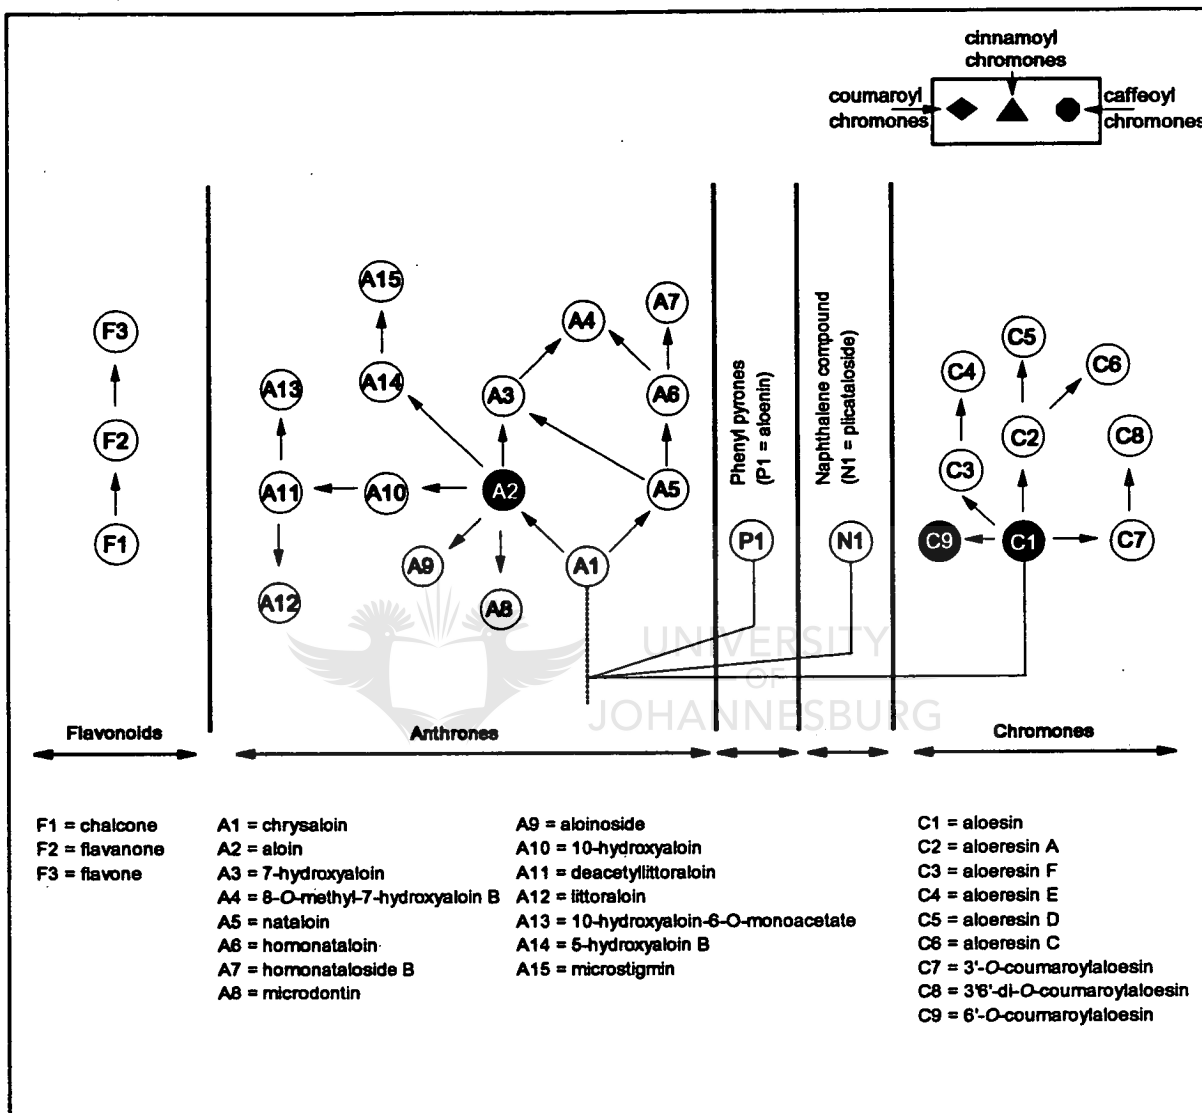 cinnamoyl
chromones
coumaroyl
chromones
caffeoyl
chromones
A15
A7
A4
F3
C5
C4
C6
A14
A13
A3
A6
F2
C2
C8
C3
A11
A10
A2
A5
F1
P1
N1
C9
C1
C7
A9
A1
A12
A8
Phenyl pyrones
(P1 = aloenin)
Naphthalene compound
(N1 = plicataloside)
UNIVERSITY
OF
JOHANNESBURG
Flavonoids
Anthrones
Chromones
F1 = chalcone
F2 = flavanone
F3 = flavone
A1 = chrysaloin
A2 = aloin
A3 = 7-hydroxyaloin
A4 = 8-O-methyl-7-hydroxyaloin B
A5 = nataloin
A6 = homonataloin
A7 = homonataloside B
A8 = microdontin
A9 = aloinoside
A10 = 10-hydroxyaloin
A11 = deacetyllittoraloin
A12 = littoraloin
A13 = 10-hydroxyaloin-6-O-monoacetate
A14 = 5-hydroxyaloin B
A15 = microstigmin
C1 = aloesin
C2 = aloeresin A
C3 = aloeresin F
C4 = aloeresin E
C5 = aloeresin D
C6 = aloeresin C
C7 = 3'-O-coumaroylaloesin
C8 = 3'6'-di-O-coumaroylaloesin
C9 = 6'-O-coumaroylaloesin